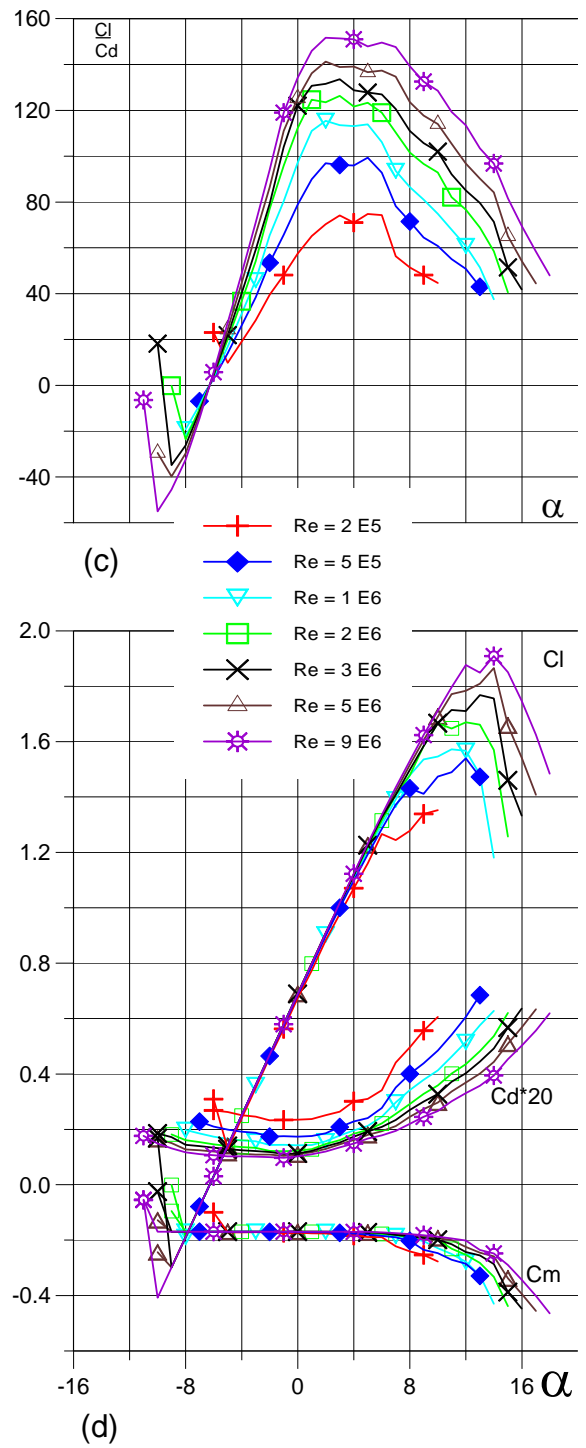 160
Cl
Cd
120
80
40
0
-40
α
(c)
Re = 2 E5
Re = 5 E5
Re = 1 E6
Re = 2 E6
Re = 3 E6
Re = 5 E6
Re = 9 E6
2.0
Cl
1.6
1.2
0.8
0.4
Cd*20
0.0
Cm
-0.4
-16 -8 0 8 16 α
(d)